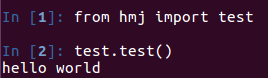 In [1]: from hmj import test
In [2]: test.test()
hello world